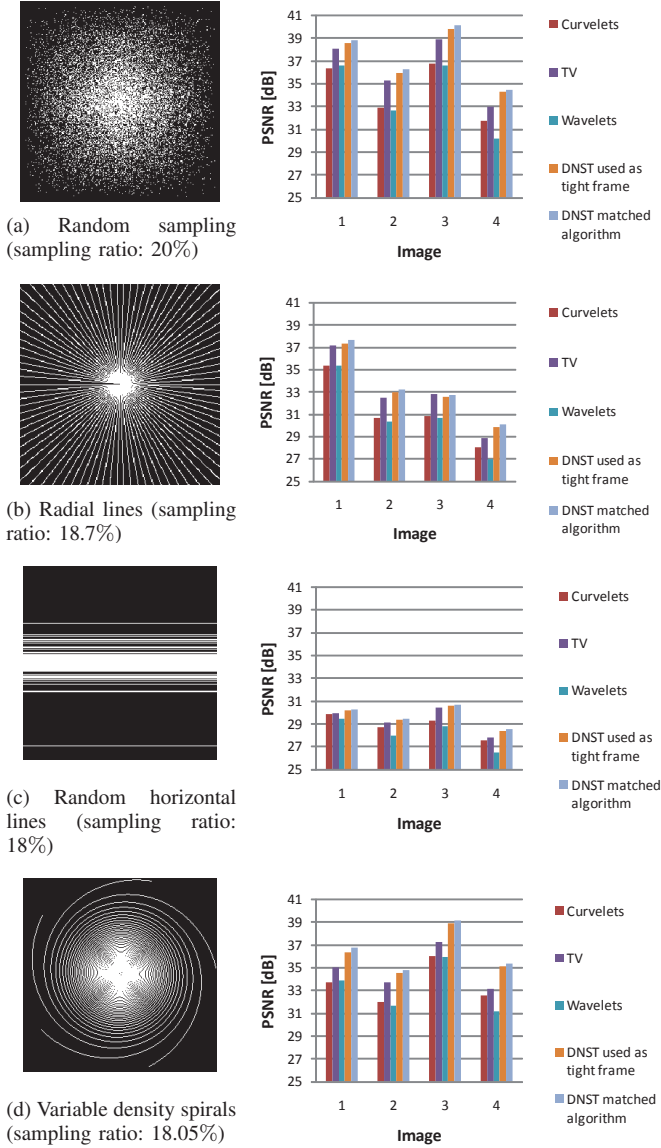 41
39
37
35
33
31
29
27
25
PSNR [dB]
1 2 3 4
Image
Curvelets
TV
Wavelets
DNST used as
tight frame
DNST matched
algorithm
(a) Random sampling
(sampling ratio: 20%)
41
39
37
35
33
31
29
27
25
PSNR [dB]
1 2 3 4
Image
Curvelets
TV
Wavelets
DNST used as
tight frame
DNST matched
algorithm
(b) Radial lines (sampling
ratio: 18.7%)
41
39
37
35
33
31
29
27
25
PSNR [dB]
1 2 3 4
Image
Curvelets
TV
Wavelets
DNST used as
tight frame
DNST matched
algorithm
(c) Random horizontal
lines (sampling ratio:
18%)
41
39
37
35
33
31
29
27
25
PSNR [dB]
1 2 3 4
Image
Curvelets
TV
Wavelets
DNST used as
tight frame
DNST matched
algorithm
(d) Variable density spirals
(sampling ratio: 18.05%)